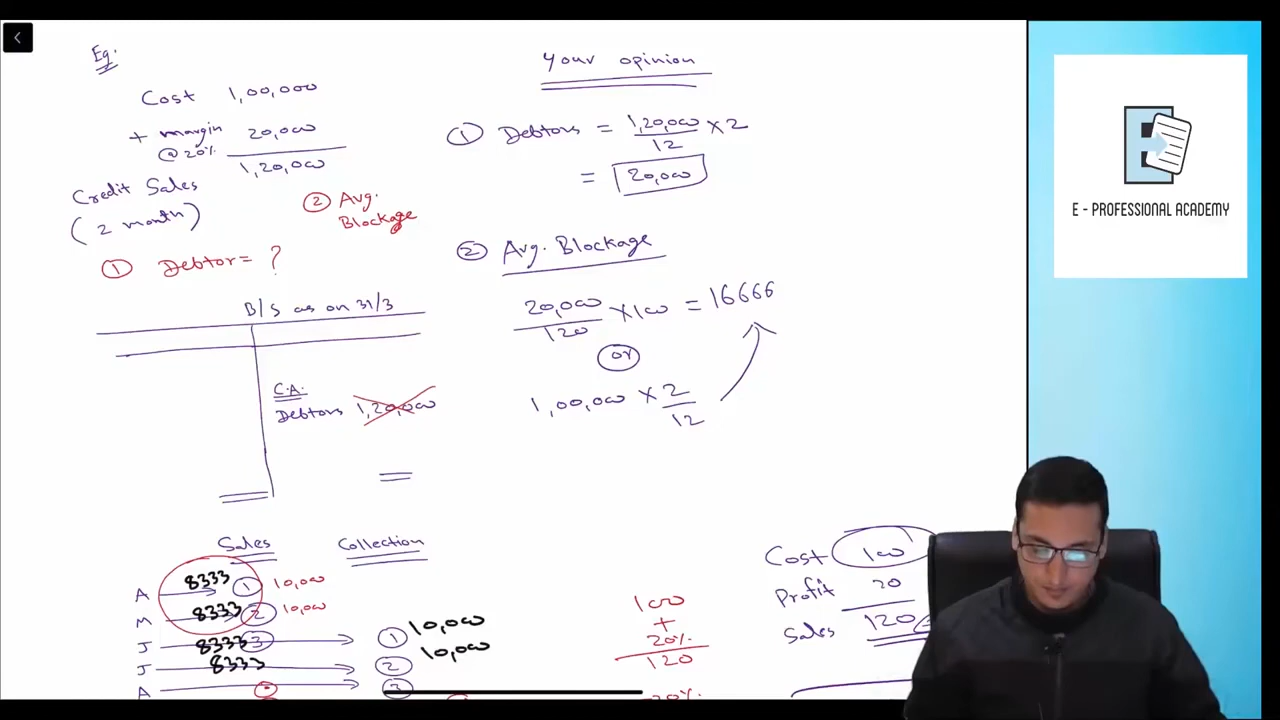 Eg.
Cost 1,00,000
+ margin 20,000
@ 20%
1,20,000
Credit Sales
(2 month)
① Debtor = ?
② Avg.
Blockage
B/S as on 31/3
C.A.
Debtors 1,20,000
Your opinion
① Debtors = 1,20,000 × 2
12
= 20,000
② Avg. Blockage
20,000 × 100 = 16666
120
or
1,00,000 × 2
12
Sales Collection
A 8333 ① 10,000
M 8333 ② 10,000
J 8333 ③ ① 10,000
J 8333 ② 10,000
A ③
100
+
20%
120
20%
Cost 100
Profit 20
Sales 120
E - PROFESSIONAL ACADEMY